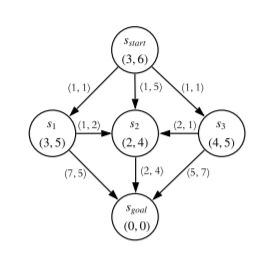 s_start
(3,6)
(1,1)
(1,5)
(1,1)
s_1
(3,5)
(1,2)
s_2
(2,4)
(2,1)
s_3
(4,5)
(7,5)
(2,4)
(5,7)
s_goal
(0,0)